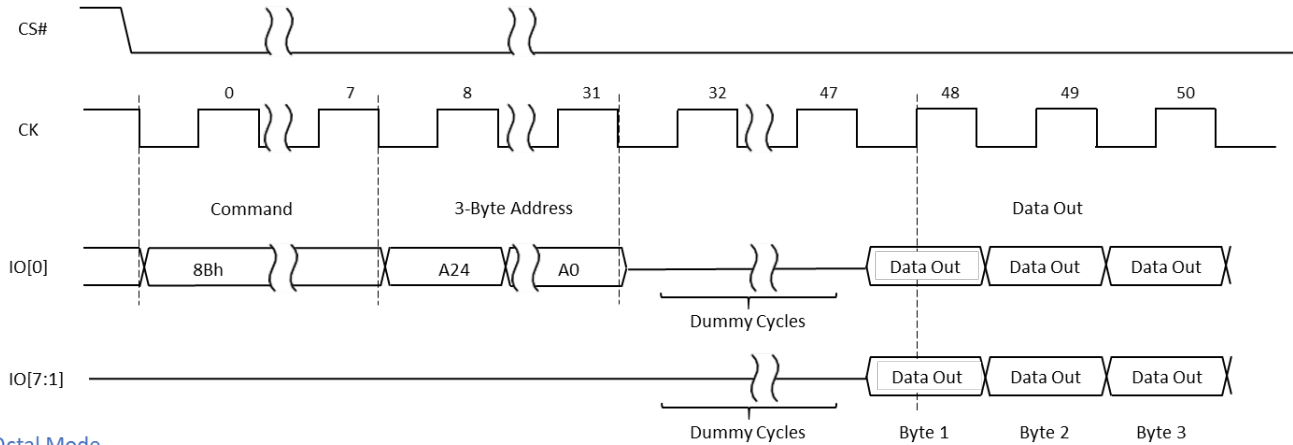 CS#
0 7 8 31 32 47 48 49 50
CK
Command 3-Byte Address Data Out
IO[0] 8Bh A24 A0 Data Out Data Out Data Out
Dummy Cycles
IO[7:1] Data Out Data Out Data Out
Dummy Cycles Byte 1 Byte 2 Byte 3
Mode